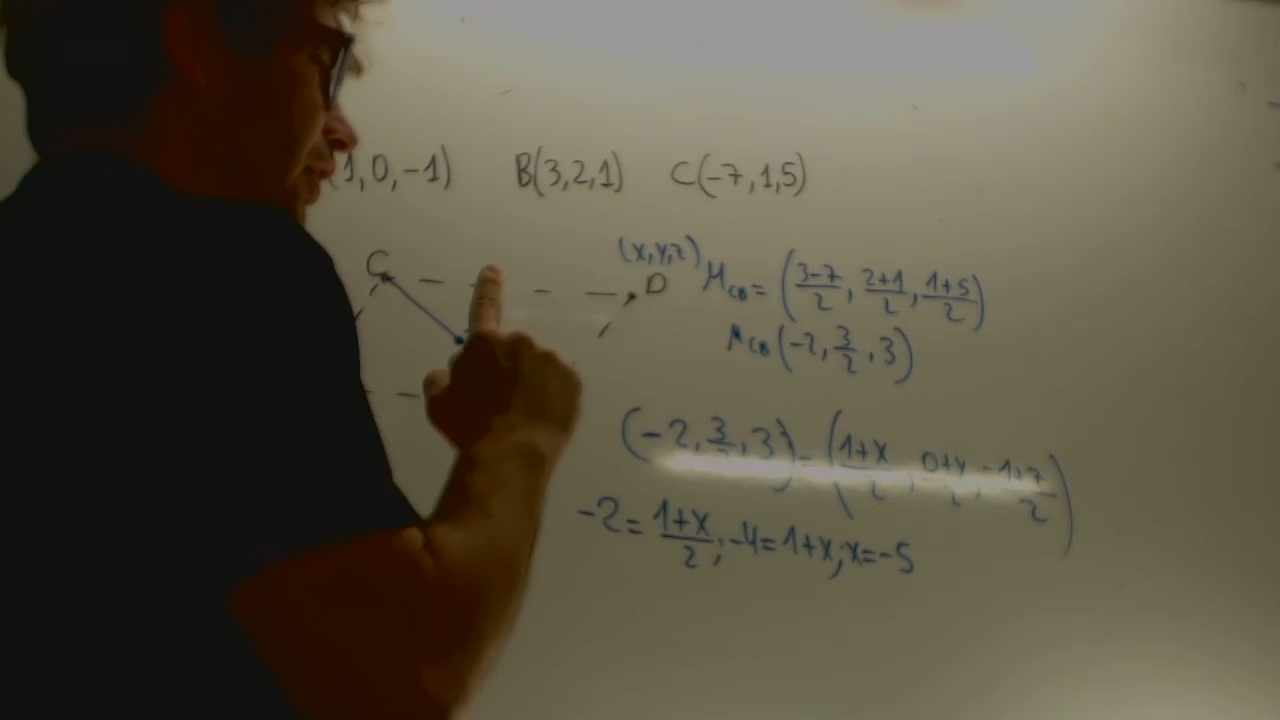 (1,0,-1) B(3,2,1) C(-7,1,5)
C
(x,y,z)
D
M_CB = (3-7/2, 2+1/2, 1+5/2)
M_CB (-2, 3/2, 3)
(-2, 3/2, 3) = (1+x/2, 0+y/2, -1+z/2)
-2 = 1+x/2; -4=1+x; x=-5